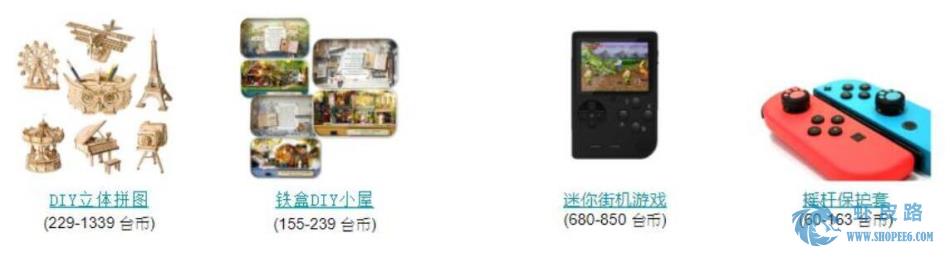 DIY立体拼图
(229-1339 台币)
铁盒DIY小屋
(155-239 台币)
迷你街机游戏
(680-850 台币)
摇杆保护套
(60-163 台币)
虾皮路
WWW.SHOPEE6.COM